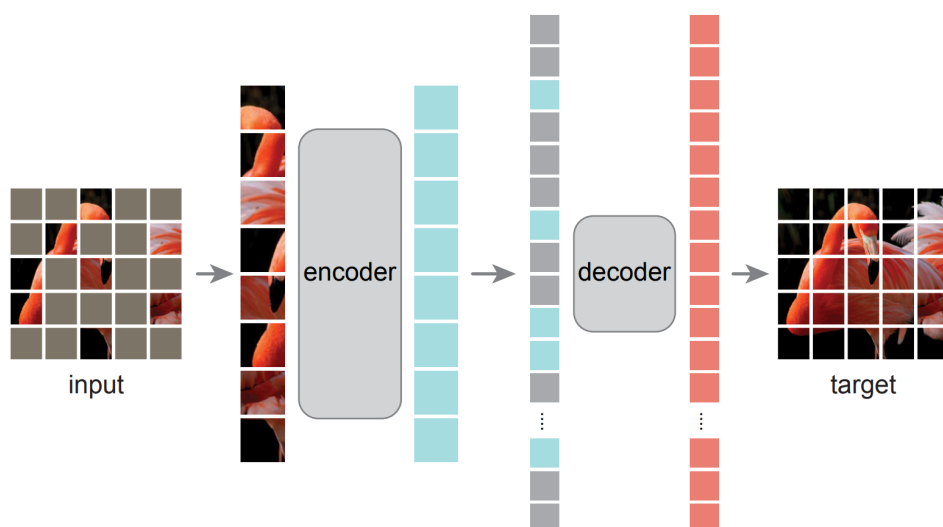 encoder
decoder
input
target